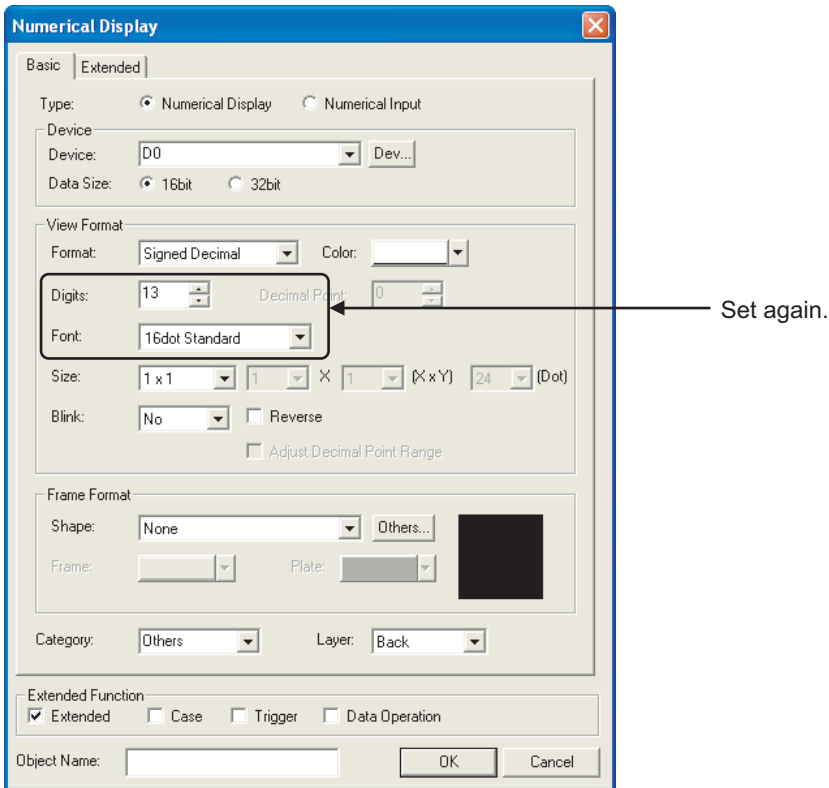 Numerical Display
Basic Extended
Type: Numerical Display Numerical Input
Device
Device: D0 Dev...
Data Size: 16bit 32bit
View Format
Format: Signed Decimal Color:
Digits: 13 Decimal Point: 0
Set again.
Font: 16dot Standard
Size: 1 x 1 1 X 1 (X x Y) 24 (Dot)
Blink: No Reverse
Adjust Decimal Point Range
Frame Format
Shape: None Others...
Frame: Plate:
Category: Others Layer: Back
Extended Function
Extended Case Trigger Data Operation
Object Name: OK Cancel